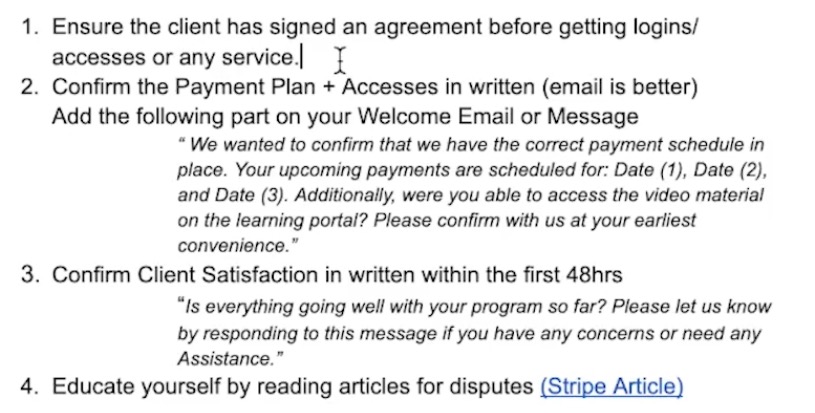 1. Ensure the client has signed an agreement before getting logins/
accesses or any service.
2. Confirm the Payment Plan + Accesses in written (email is better)
Add the following part on your Welcome Email or Message
“ We wanted to confirm that we have the correct payment schedule in
place. Your upcoming payments are scheduled for: Date (1), Date (2),
and Date (3). Additionally, were you able to access the video material
on the learning portal? Please confirm with us at your earliest
convenience.”
3. Confirm Client Satisfaction in written within the first 48hrs
“Is everything going well with your program so far? Please let us know
by responding to this message if you have any concerns or need any
Assistance.”
4. Educate yourself by reading articles for disputes (Stripe Article)